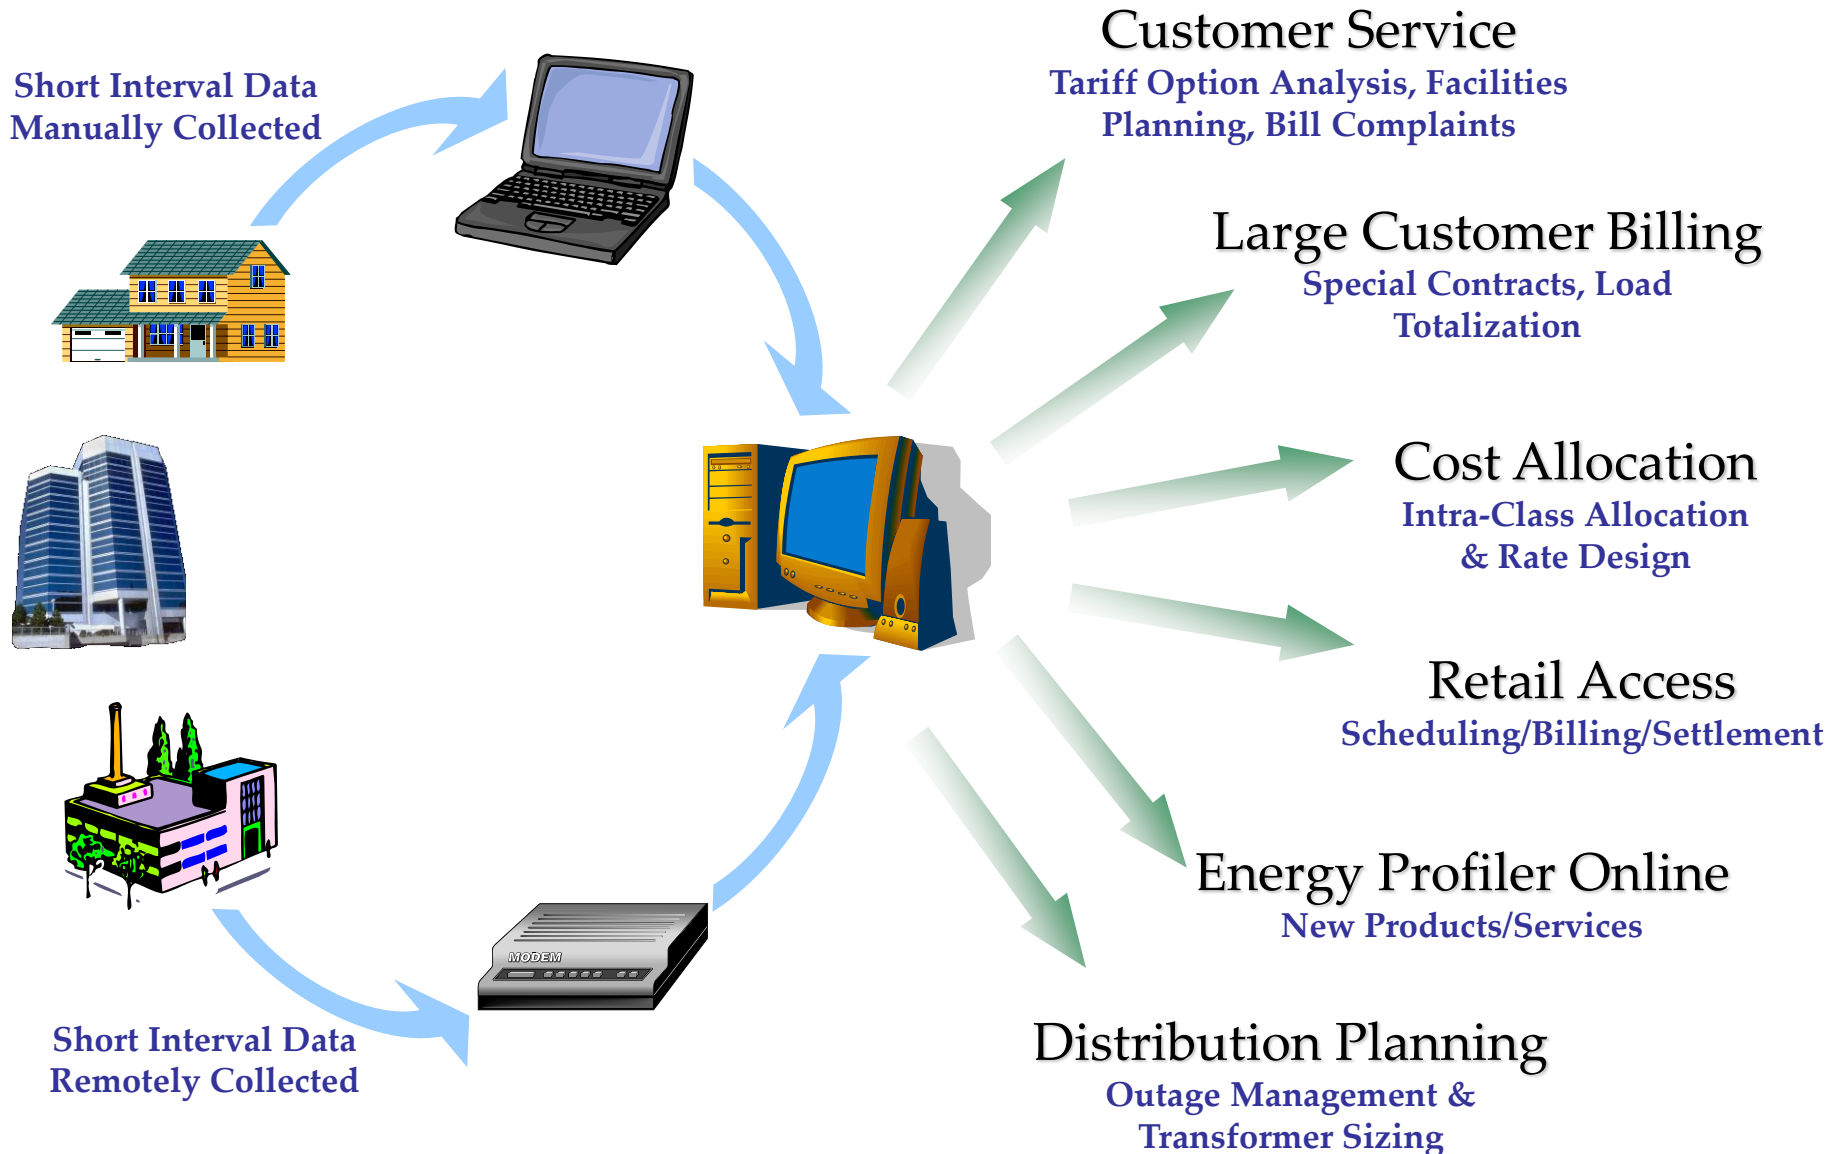 Customer Service
Tariff Option Analysis, Facilities
Planning, Bill Complaints
Short Interval Data
Manually Collected
Large Customer Billing
Special Contracts, Load
Totalization
Cost Allocation
Intra-Class Allocation
& Rate Design
Retail Access
Scheduling/Billing/Settlement
Energy Profiler Online
New Products/Services
MODEM
Short Interval Data
Remotely Collected
Distribution Planning
Outage Management &
Transformer Sizing